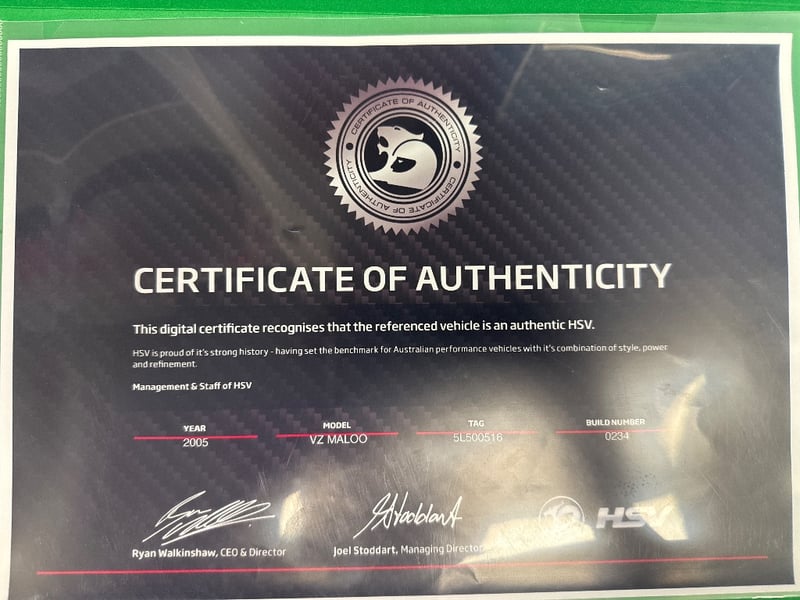 CERTIFICATE OF AUTHENTICITY
CERTIFICATE OF AUTHENTICITY
CERTIFICATE OF AUTHENTICITY
This digital certificate recognises that the referenced vehicle is an authentic HSV.
HSV is proud of it's strong history - having set the benchmark for Australian performance vehicles with it's combination of style, power
and refinement.
Management & Staff of HSV
YEAR MODEL TAG BUILD NUMBER
2005 VZ MALOO 5L500516 0234
Ryan Walkinshaw, CEO & Director Joel Stoddart, Managing Director
HSV